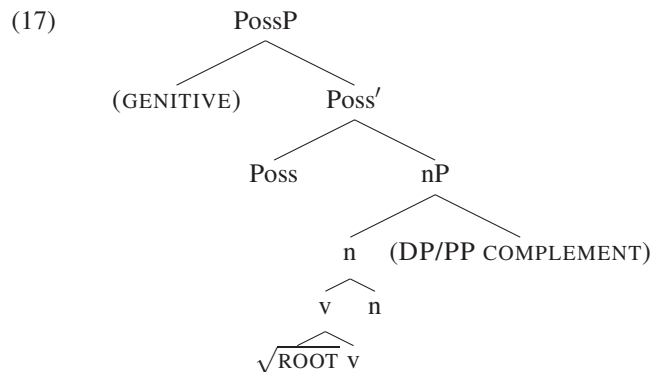 (17) PossP
(GENITIVE) Poss′
Poss nP
n (DP/PP COMPLEMENT)
v n
√ROOT v